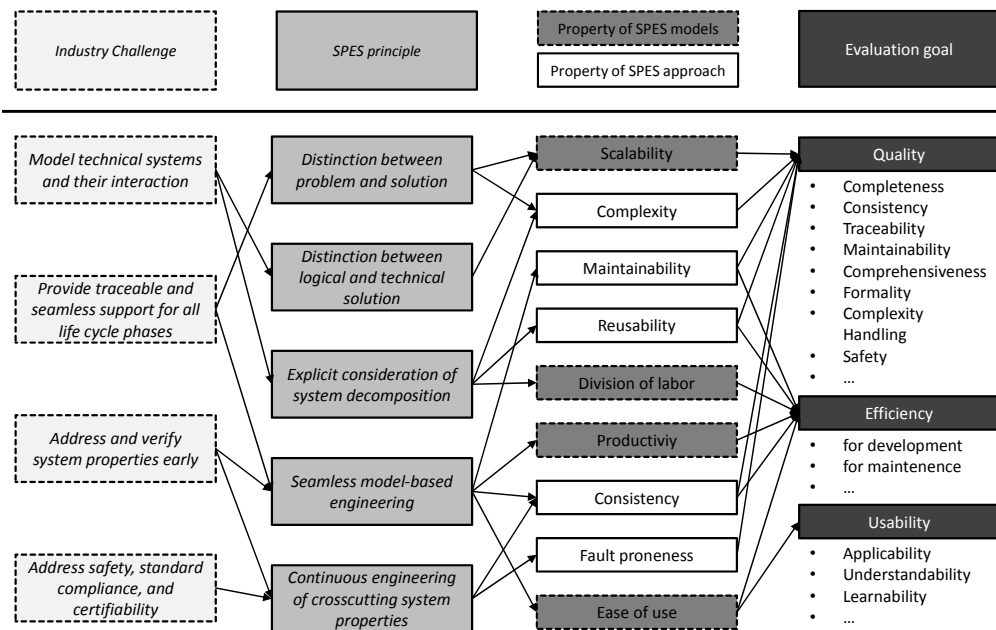 Industry Challenge
SPES principle
Property of SPES models
Property of SPES approach
Evaluation goal
Model technical systems
and their interaction
Provide traceable and
seamless support for all
life cycle phases
Address and verify
system properties early
Address safety, standard
compliance, and
certifiability
Distinction between
problem and solution
Distinction between
logical and technical
solution
Explicit consideration of
system decomposition
Seamless model-based
engineering
Continuous engineering
of crosscutting system
properties
Scalability
Complexity
Maintainability
Reusability
Division of labor
Productiviy
Consistency
Fault proneness
Ease of use
Quality
• Completeness
• Consistency
• Traceability
• Maintainability
• Comprehensiveness
• Formality
• Complexity
Handling
• Safety
• ...
Efficiency
• for development
• for maintenence
• ...
Usability
• Applicability
• Understandability
• Learnability
• ...